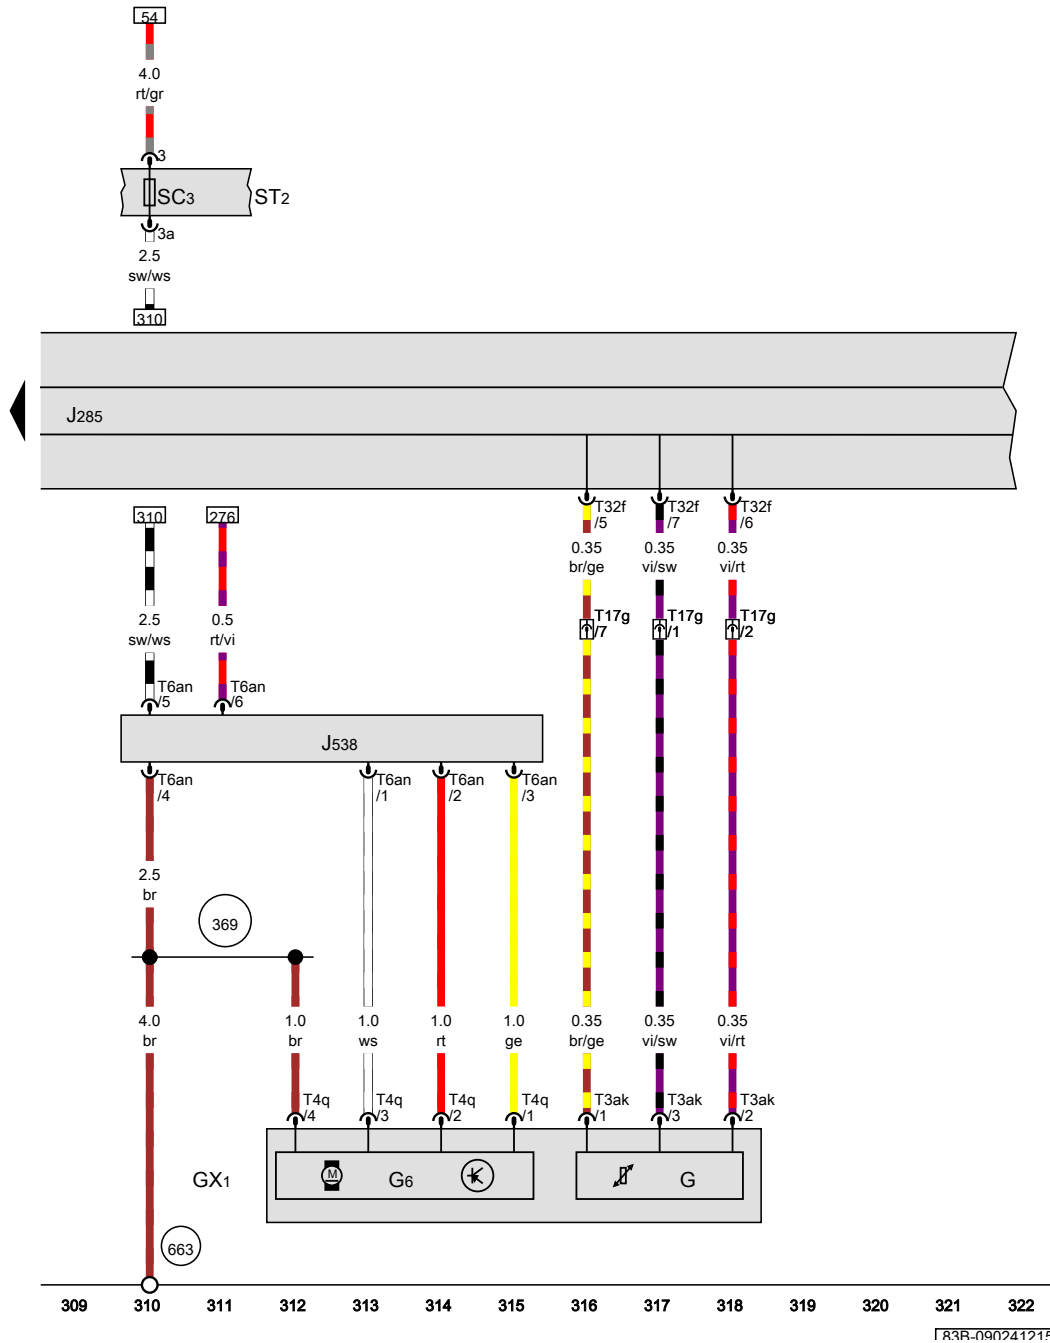 54
4.0
rt/gr
3
SC3 ST2
3a
2.5
sw/ws
310
J285
310 276
T32f T32f T32f
/5 /7 /6
0.35 0.35 0.35
br/ge vi/sw vi/rt
2.5 0.5 T17g T17g T17g
sw/ws rt/vi /7 /1 /2
T6an T6an
/5 /6
J538
T6an T6an T6an T6an
/4 /1 /2 /3
2.5
br
369
4.0 1.0 1.0 1.0 1.0 0.35 0.35 0.35
br br ws rt ge br/ge vi/sw vi/rt
T4q T4q T4q T4q T3ak T3ak T3ak
/4 /3 /2 /1 /1 /3 /2
GX1 M G6 G
663
309 310 311 312 313 314 315 316 317 318 319 320 321 322
83B-090241215